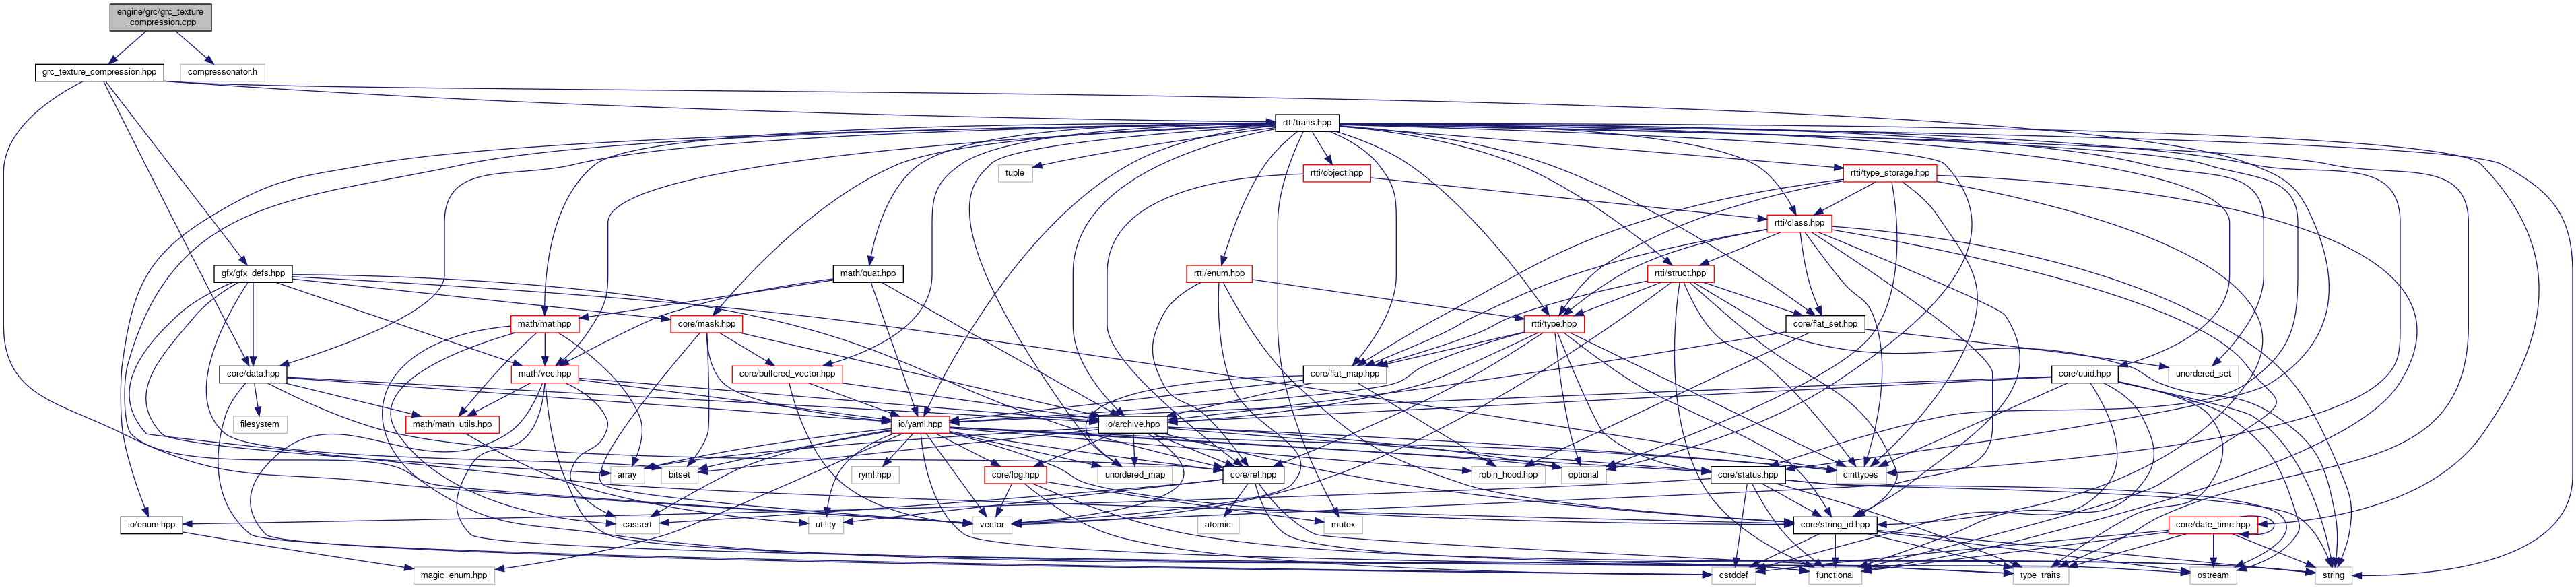 engine/grc/grc_texture
_compression.cpp
grc_texture_compression.hpp
compressonator.h
rtti/traits.hpp
tuple
rtti/object.hpp
rtti/type_storage.hpp
rtti/class.hpp
gfx/gfx_defs.hpp
math/quat.hpp
rtti/enum.hpp
rtti/struct.hpp
math/mat.hpp
core/mask.hpp
rtti/type.hpp
core/flat_set.hpp
core/data.hpp
math/vec.hpp
core/buffered_vector.hpp
core/flat_map.hpp
core/uuid.hpp
unordered_set
filesystem
math/math_utils.hpp
io/yaml.hpp
io/archive.hpp
array
bitset
ryml.hpp
core/log.hpp
unordered_map
core/ref.hpp
robin_hood.hpp
optional
core/status.hpp
cinttypes
io/enum.hpp
cassert
utility
vector
atomic
mutex
core/string_id.hpp
core/date_time.hpp
magic_enum.hpp
cstddef
functional
type_traits
ostream
string